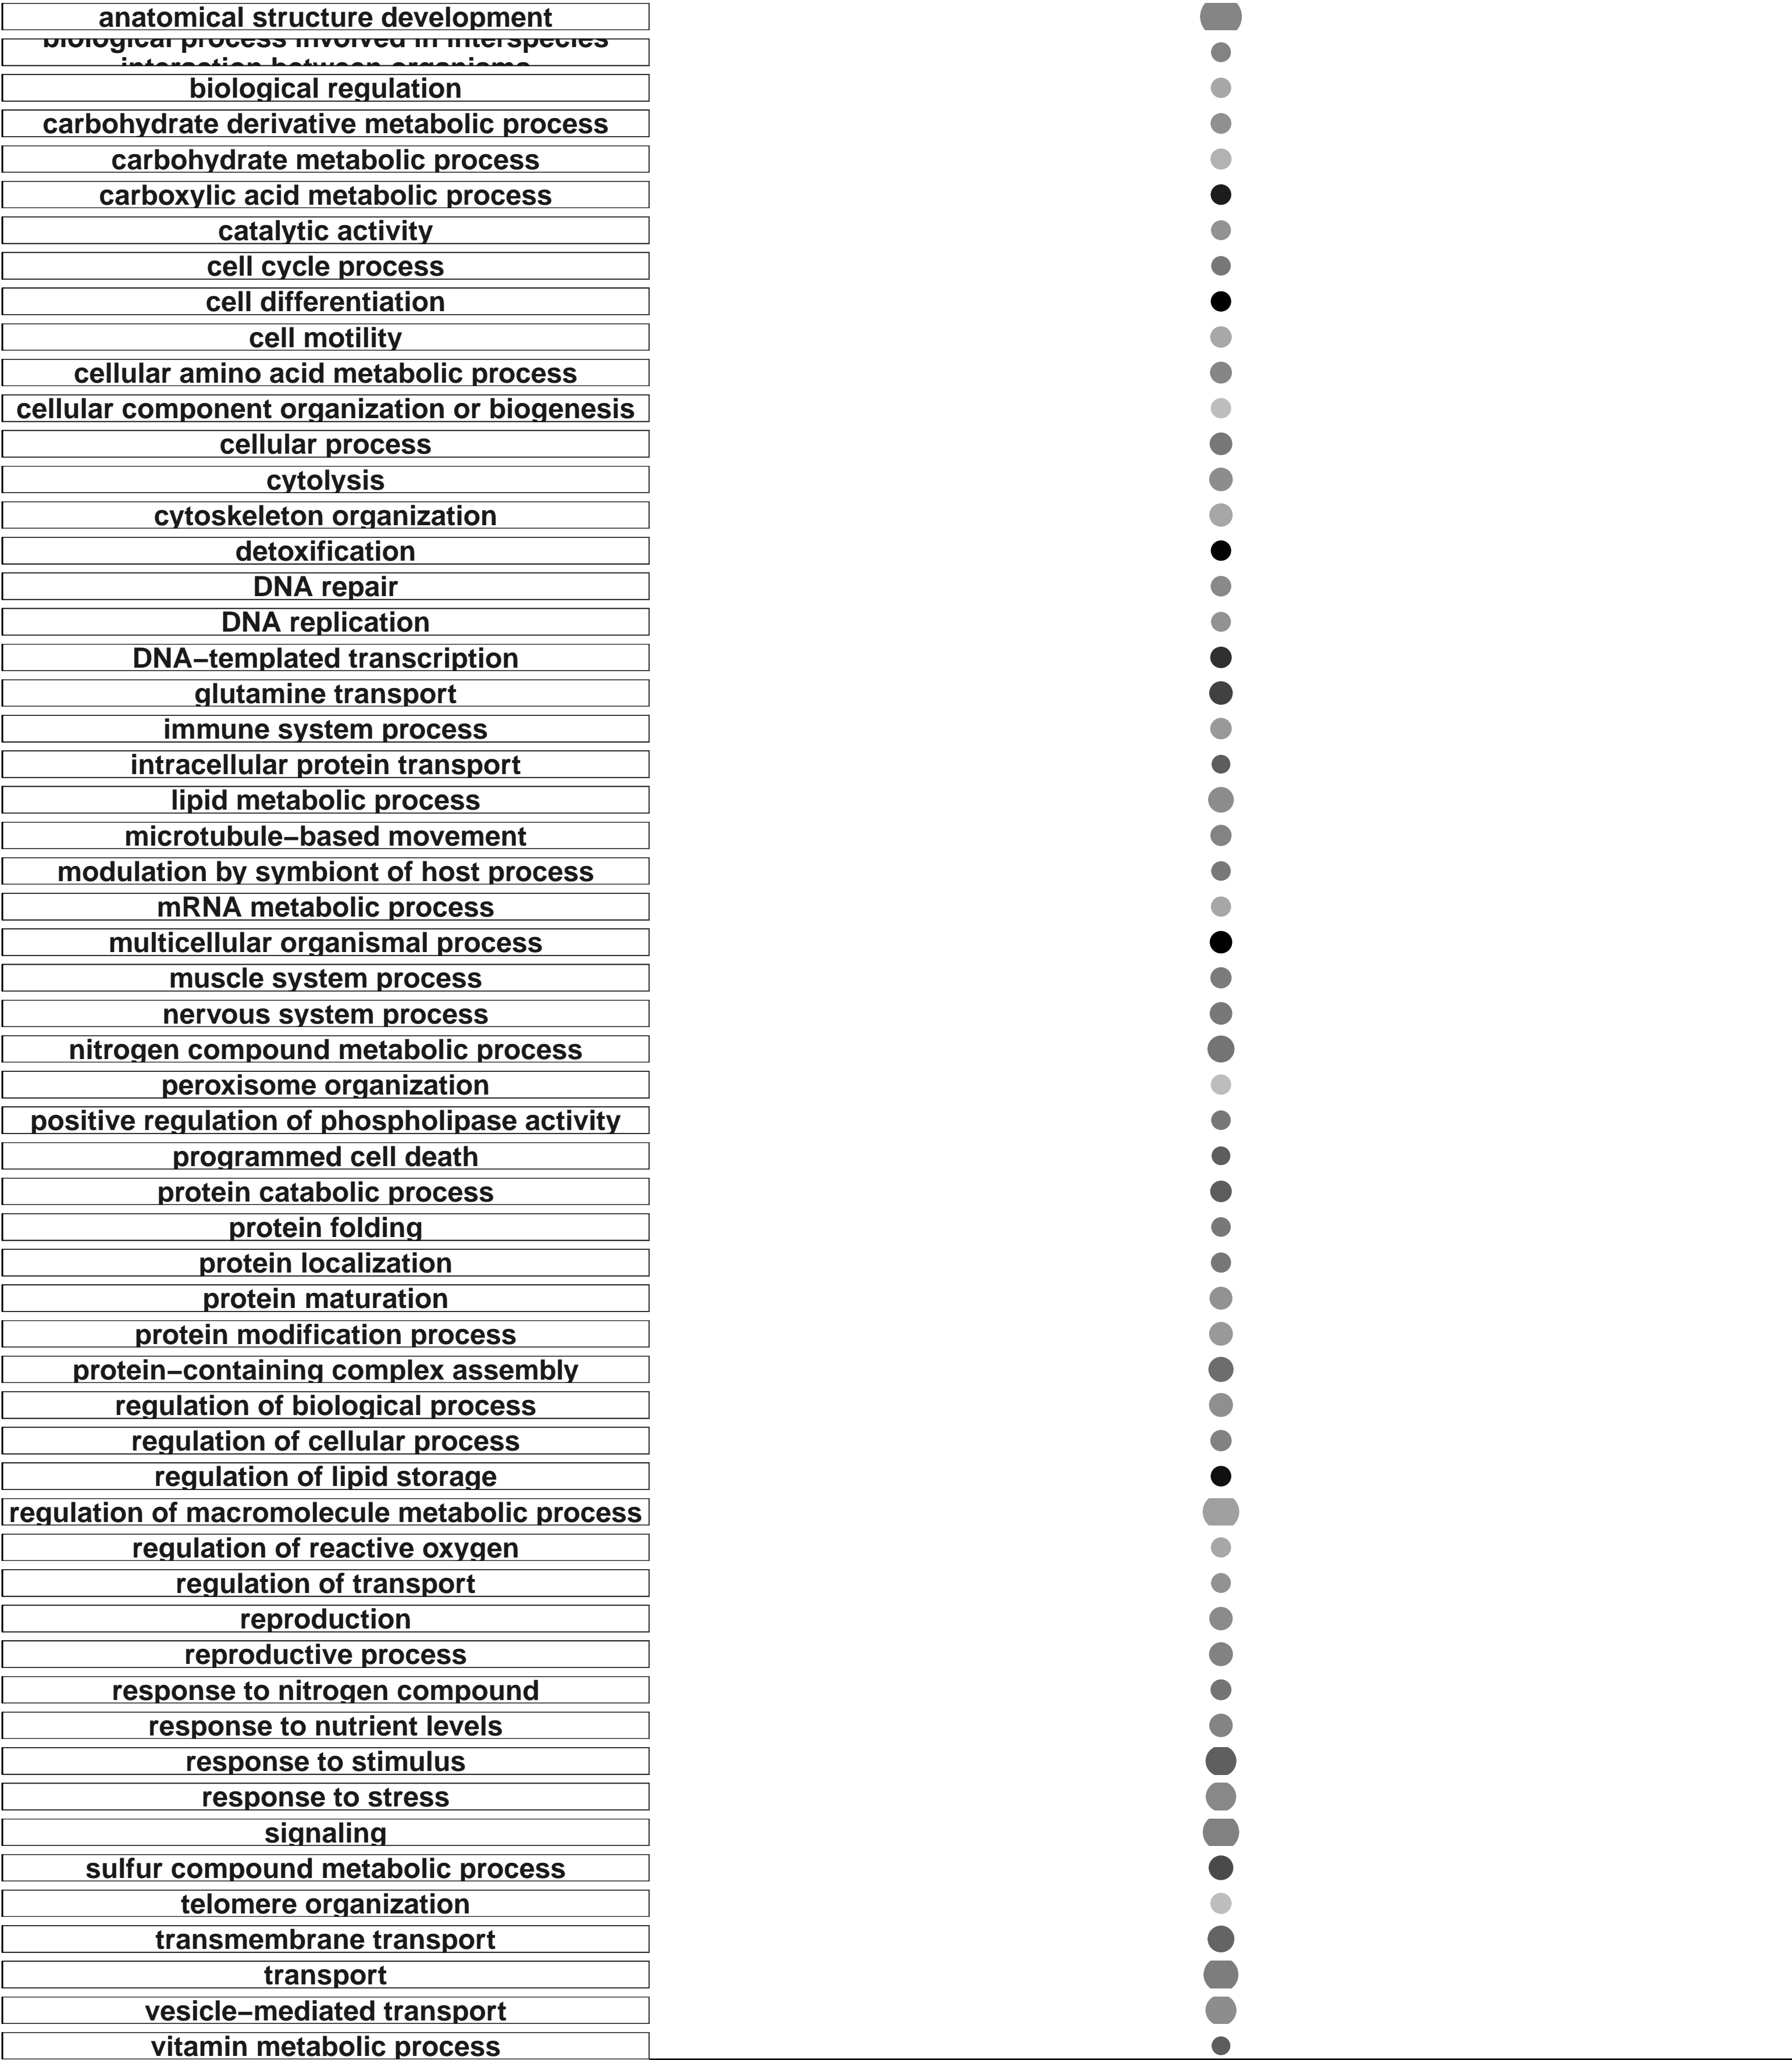 anatomical structure development
biological process involved in interspecies
interaction between organisms
biological regulation
carbohydrate derivative metabolic process
carbohydrate metabolic process
carboxylic acid metabolic process
catalytic activity
cell cycle process
cell differentiation
cell motility
cellular amino acid metabolic process
cellular component organization or biogenesis
cellular process
cytolysis
cytoskeleton organization
detoxification
DNA repair
DNA replication
DNA−templated transcription
glutamine transport
immune system process
intracellular protein transport
lipid metabolic process
microtubule−based movement
modulation by symbiont of host process
mRNA metabolic process
multicellular organismal process
muscle system process
nervous system process
nitrogen compound metabolic process
peroxisome organization
positive regulation of phospholipase activity
programmed cell death
protein catabolic process
protein folding
protein localization
protein maturation
protein modification process
protein−containing complex assembly
regulation of biological process
regulation of cellular process
regulation of lipid storage
regulation of macromolecule metabolic process
regulation of reactive oxygen
regulation of transport
reproduction
reproductive process
response to nitrogen compound
response to nutrient levels
response to stimulus
response to stress
signaling
sulfur compound metabolic process
telomere organization
transmembrane transport
transport
vesicle−mediated transport
vitamin metabolic process